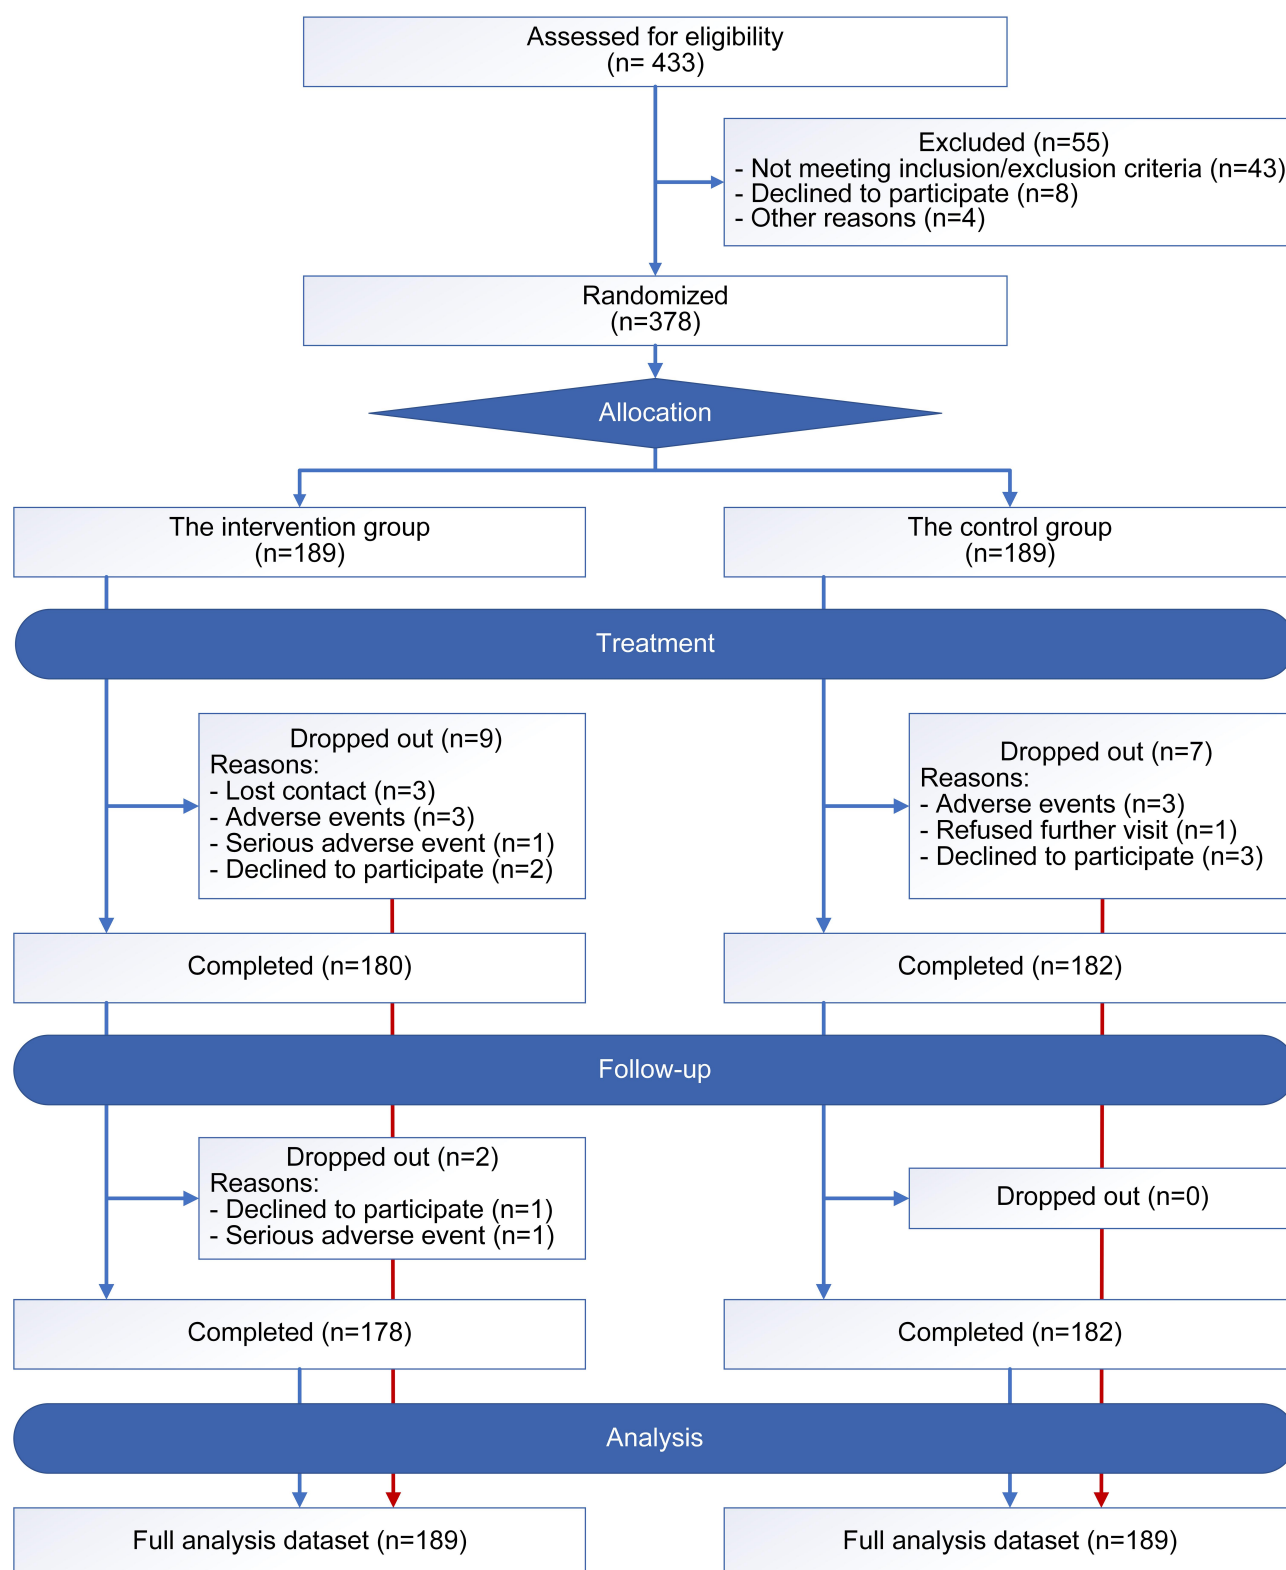 Assessed for eligibility
(n= 433)
Excluded (n=55)
- Not meeting inclusion/exclusion criteria (n=43)
- Declined to participate (n=8)
- Other reasons (n=4)
Randomized
(n=378)
Allocation
The intervention group
(n=189)
The control group
(n=189)
Treatment
Dropped out (n=9)
Reasons:
- Lost contact (n=3)
- Adverse events (n=3)
- Serious adverse event (n=1)
- Declined to participate (n=2)
Dropped out (n=7)
Reasons:
- Adverse events (n=3)
- Refused further visit (n=1)
- Declined to participate (n=3)
Completed (n=180)
Completed (n=182)
Follow-up
Dropped out (n=2)
Reasons:
- Declined to participate (n=1)
- Serious adverse event (n=1)
Dropped out (n=0)
Completed (n=178)
Completed (n=182)
Analysis
Full analysis dataset (n=189)
Full analysis dataset (n=189)